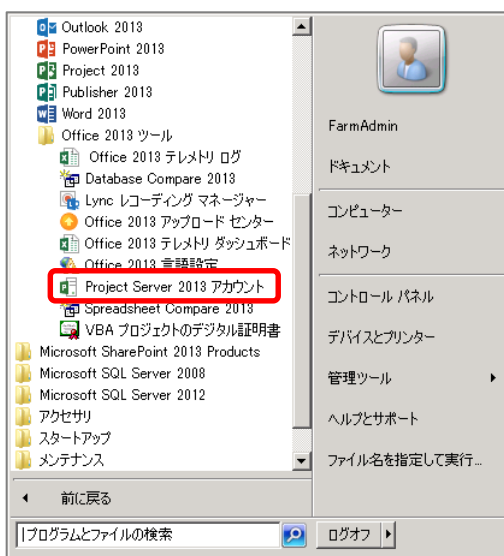 Outlook 2013
PowerPoint 2013
Project 2013
Publisher 2013
Word 2013
Office 2013 ツール
Office 2013 テレメトリ ログ
Database Compare 2013
Lync レコーディング マネージャー
Office 2013 アップロード センター
Office 2013 テレメトリ ダッシュボード
Office 2013 言語設定
Project Server 2013 アカウント
Spreadsheet Compare 2013
VBA プロジェクトのデジタル証明書
Microsoft SharePoint 2013 Products
Microsoft SQL Server 2008
Microsoft SQL Server 2012
アクセサリ
スタートアップ
メンテナンス
前に戻る
プログラムとファイルの検索
FarmAdmin
ドキュメント
コンピューター
ネットワーク
コントロール パネル
デバイスとプリンター
管理ツール
ヘルプとサポート
ファイル名を指定して実行...
ログオフ